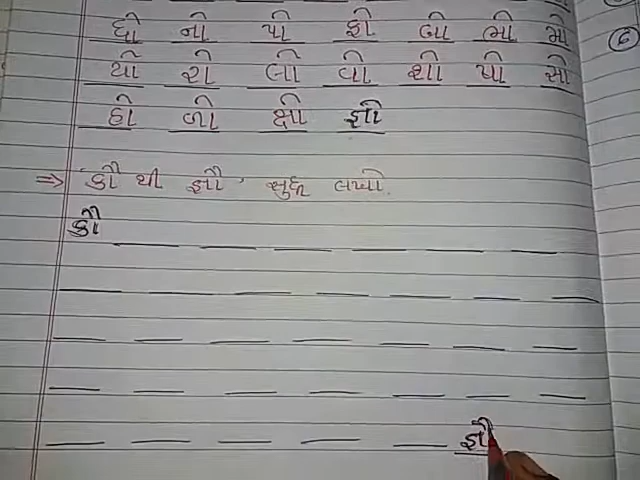 ધો નો પો ફો બો ભો મો
યો રો લો વો શો ષો સો
હો ળો ક્ષો જ્ઞો
⇒ 'કૌ થી જ્ઞૌ' સુધી લખો.
કૌ
જ્ઞૌ